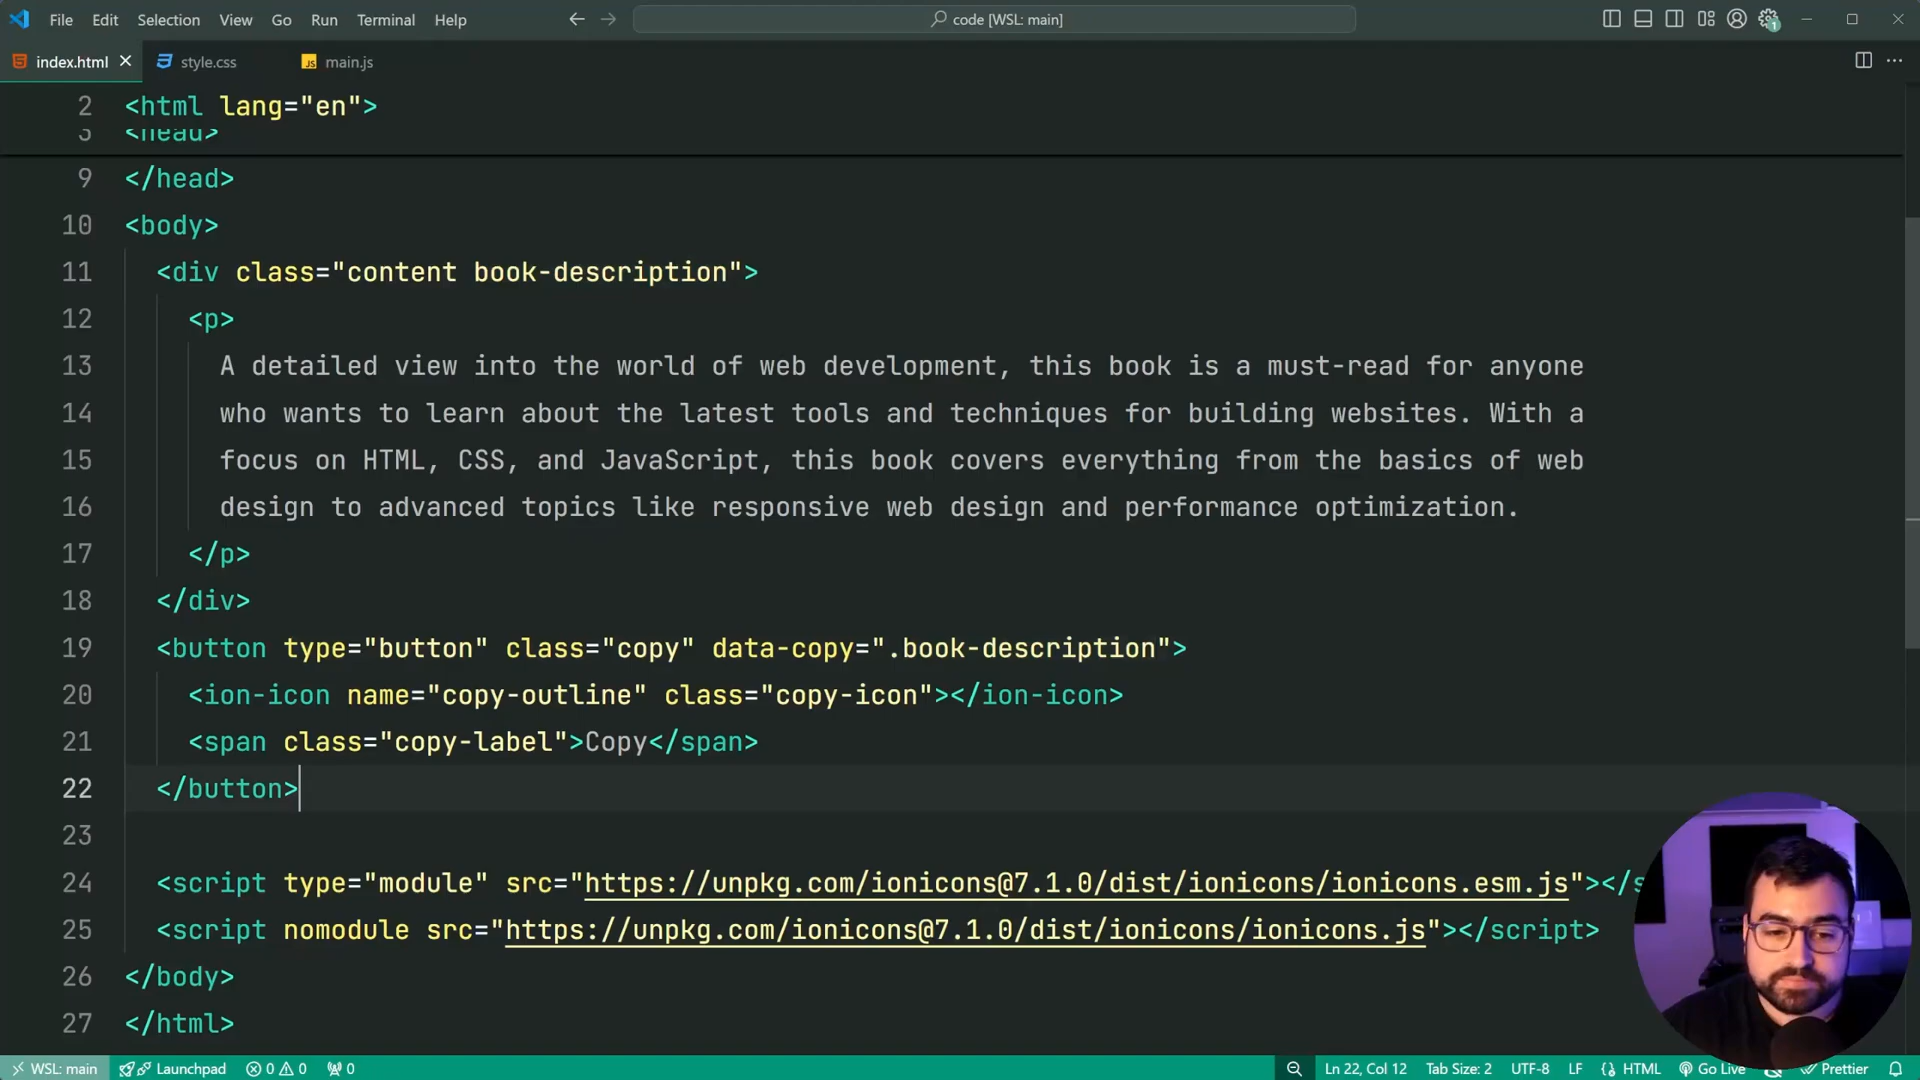 File Edit Selection View Go Run Terminal Help code [WSL: main]
index.html style.css JS main.js
2 <html lang="en">
3 <head>
9 </head>
10 <body>
11 <div class="content book-description">
12 <p>
13 A detailed view into the world of web development, this book is a must-read for anyone
14 who wants to learn about the latest tools and techniques for building websites. With a
15 focus on HTML, CSS, and JavaScript, this book covers everything from the basics of web
16 design to advanced topics like responsive web design and performance optimization.
17 </p>
18 </div>
19 <button type="button" class="copy" data-copy=".book-description">
20 <ion-icon name="copy-outline" class="copy-icon"></ion-icon>
21 <span class="copy-label">Copy</span>
22 </button>
23
24 <script type="module" src="https://unpkg.com/ionicons@7.1.0/dist/ionicons/ionicons.esm.js"></s
25 <script nomodule src="https://unpkg.com/ionicons@7.1.0/dist/ionicons/ionicons.js"></script>
26 </body>
27 </html>
WSL: main Launchpad 0 0 0 Ln 22, Col 12 Tab Size: 2 UTF-8 LF HTML Go Live Prettier